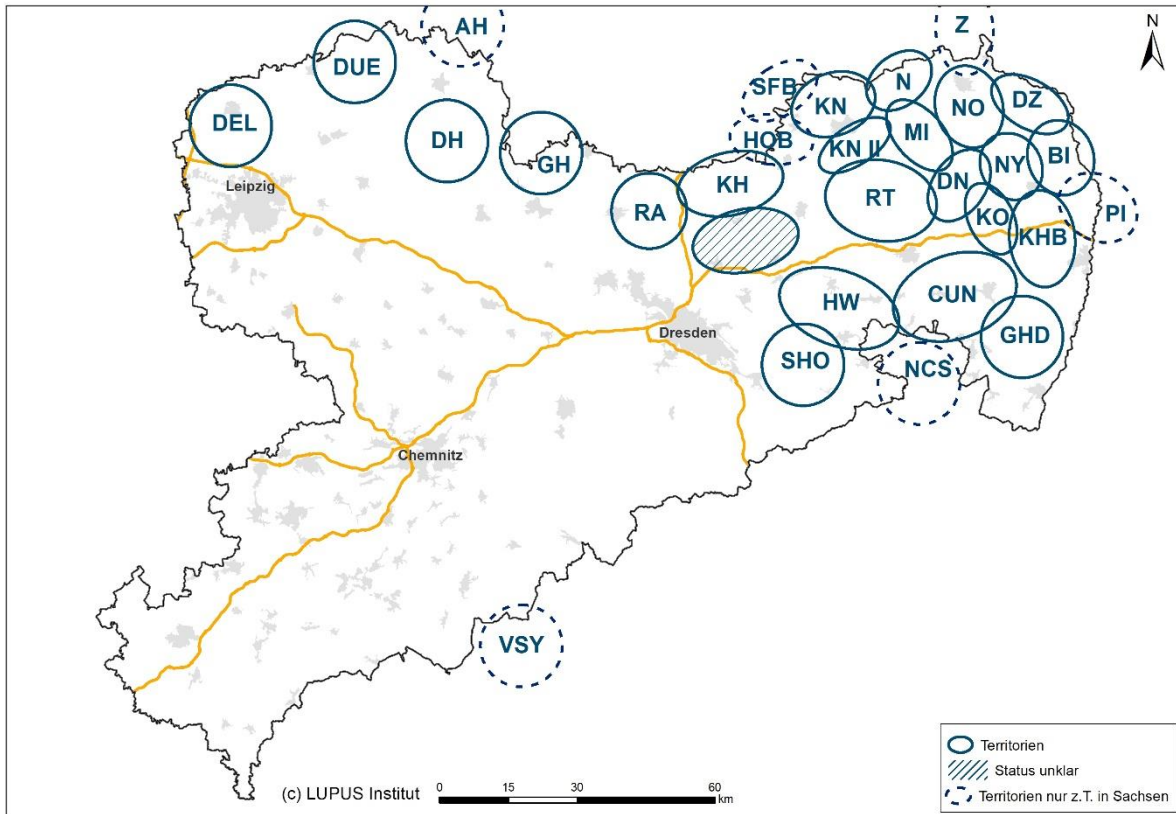 AH
Z
N
DUE
SFB
N
KN
NO
DZ
DEL
DH
HOB
MI
GH
KN II
NY
BI
Leipzig
KH
DN
RT
RA
KO
PI
KHB
HW
CUN
Dresden
GHD
SHO
NCS
Chemnitz
VSY
Territorien
Status unklar
Territorien nur z.T. in Sachsen
(c) LUPUS Institut
0 15 30 60
km